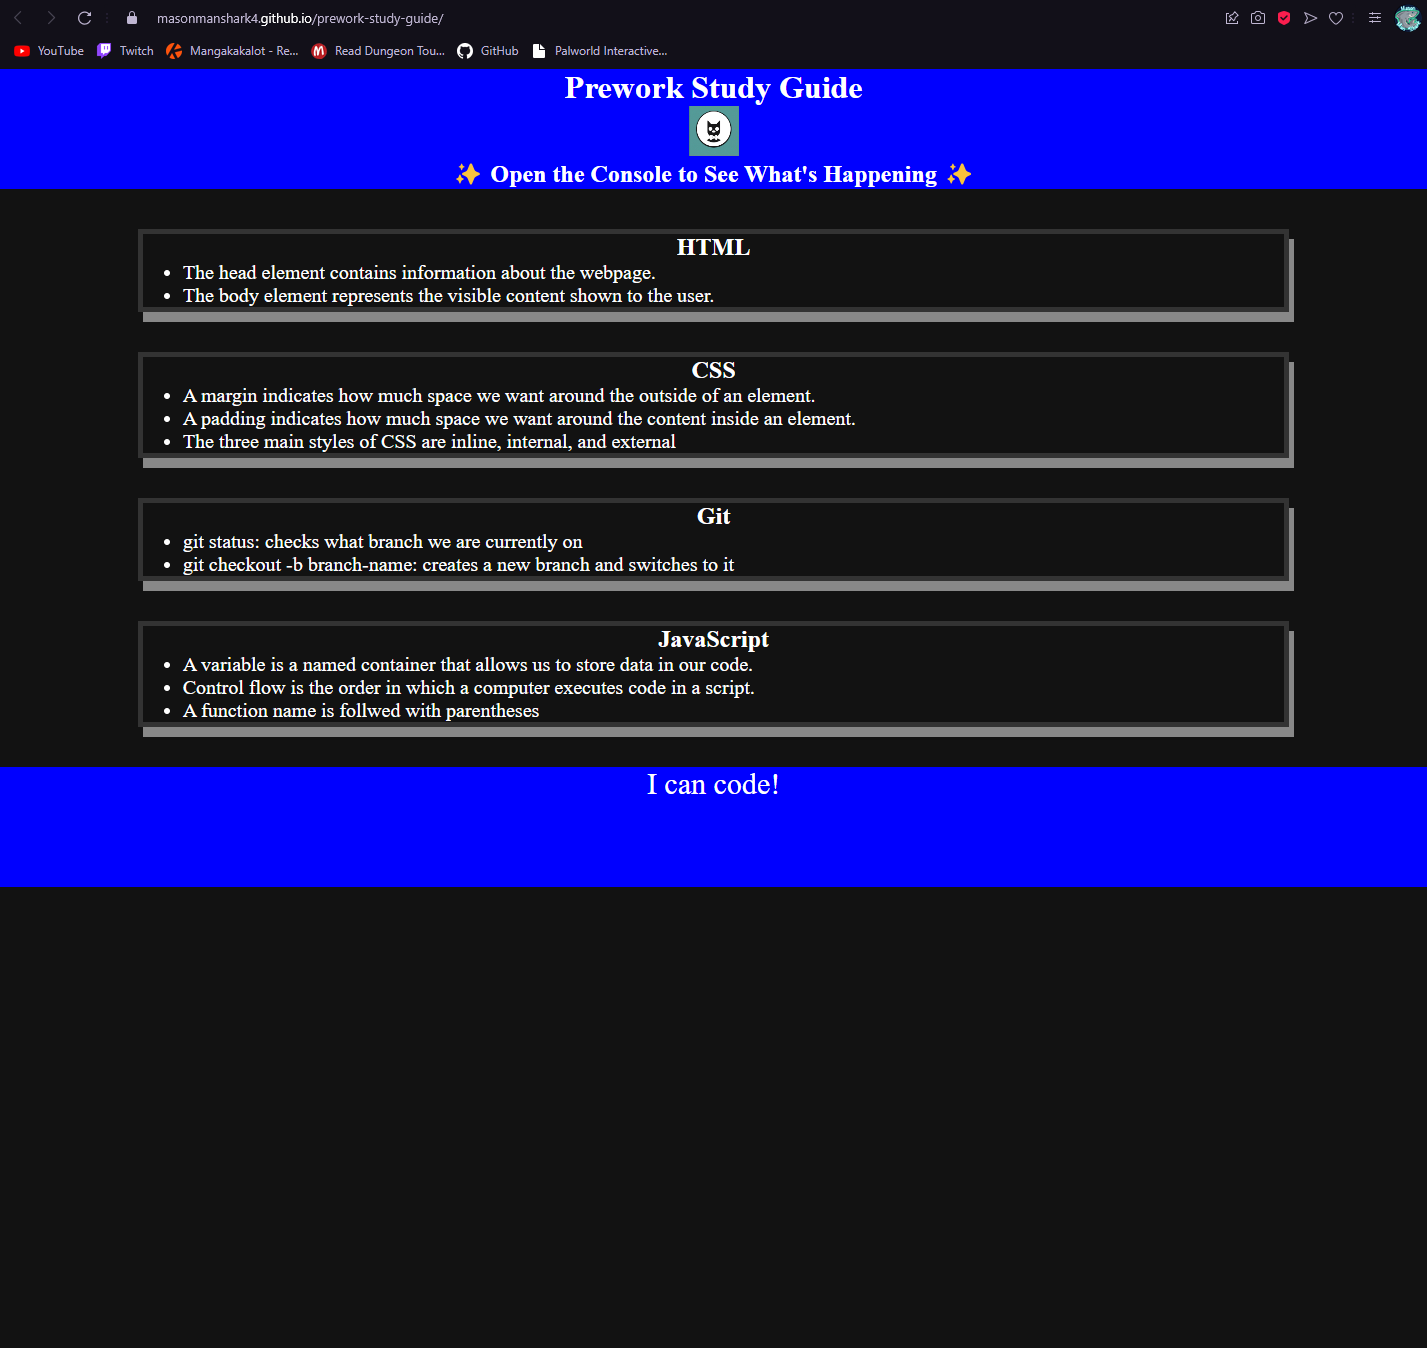 masonmanshark4.github.io/prework-study-guide/
YouTube Twitch Mangakakalot - Re... Read Dungeon Tou... GitHub Palworld Interactive...
Prework Study Guide
✨ Open the Console to See What's Happening ✨
HTML
• The head element contains information about the webpage.
• The body element represents the visible content shown to the user.
CSS
• A margin indicates how much space we want around the outside of an element.
• A padding indicates how much space we want around the content inside an element.
• The three main styles of CSS are inline, internal, and external
Git
• git status: checks what branch we are currently on
• git checkout -b branch-name: creates a new branch and switches to it
JavaScript
• A variable is a named container that allows us to store data in our code.
• Control flow is the order in which a computer executes code in a script.
• A function name is follwed with parentheses
I can code!